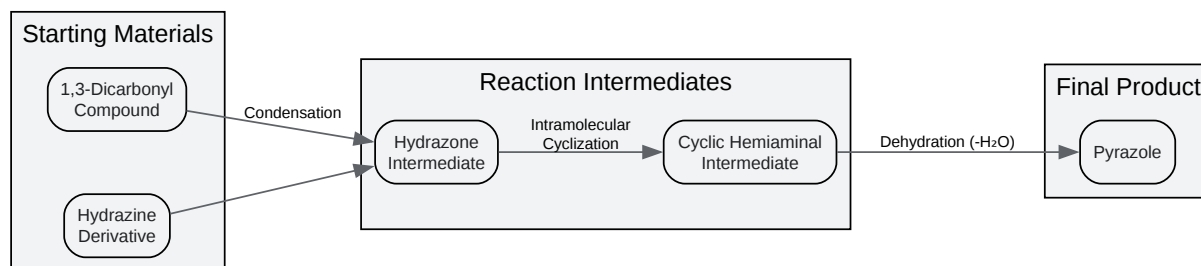 Starting Materials
1,3-Dicarbonyl
Compound
Hydrazine
Derivative
Condensation
Reaction Intermediates
Hydrazone
Intermediate
Intramolecular
Cyclization
Cyclic Hemiaminal
Intermediate
Dehydration (-H₂O)
Final Product
Pyrazole